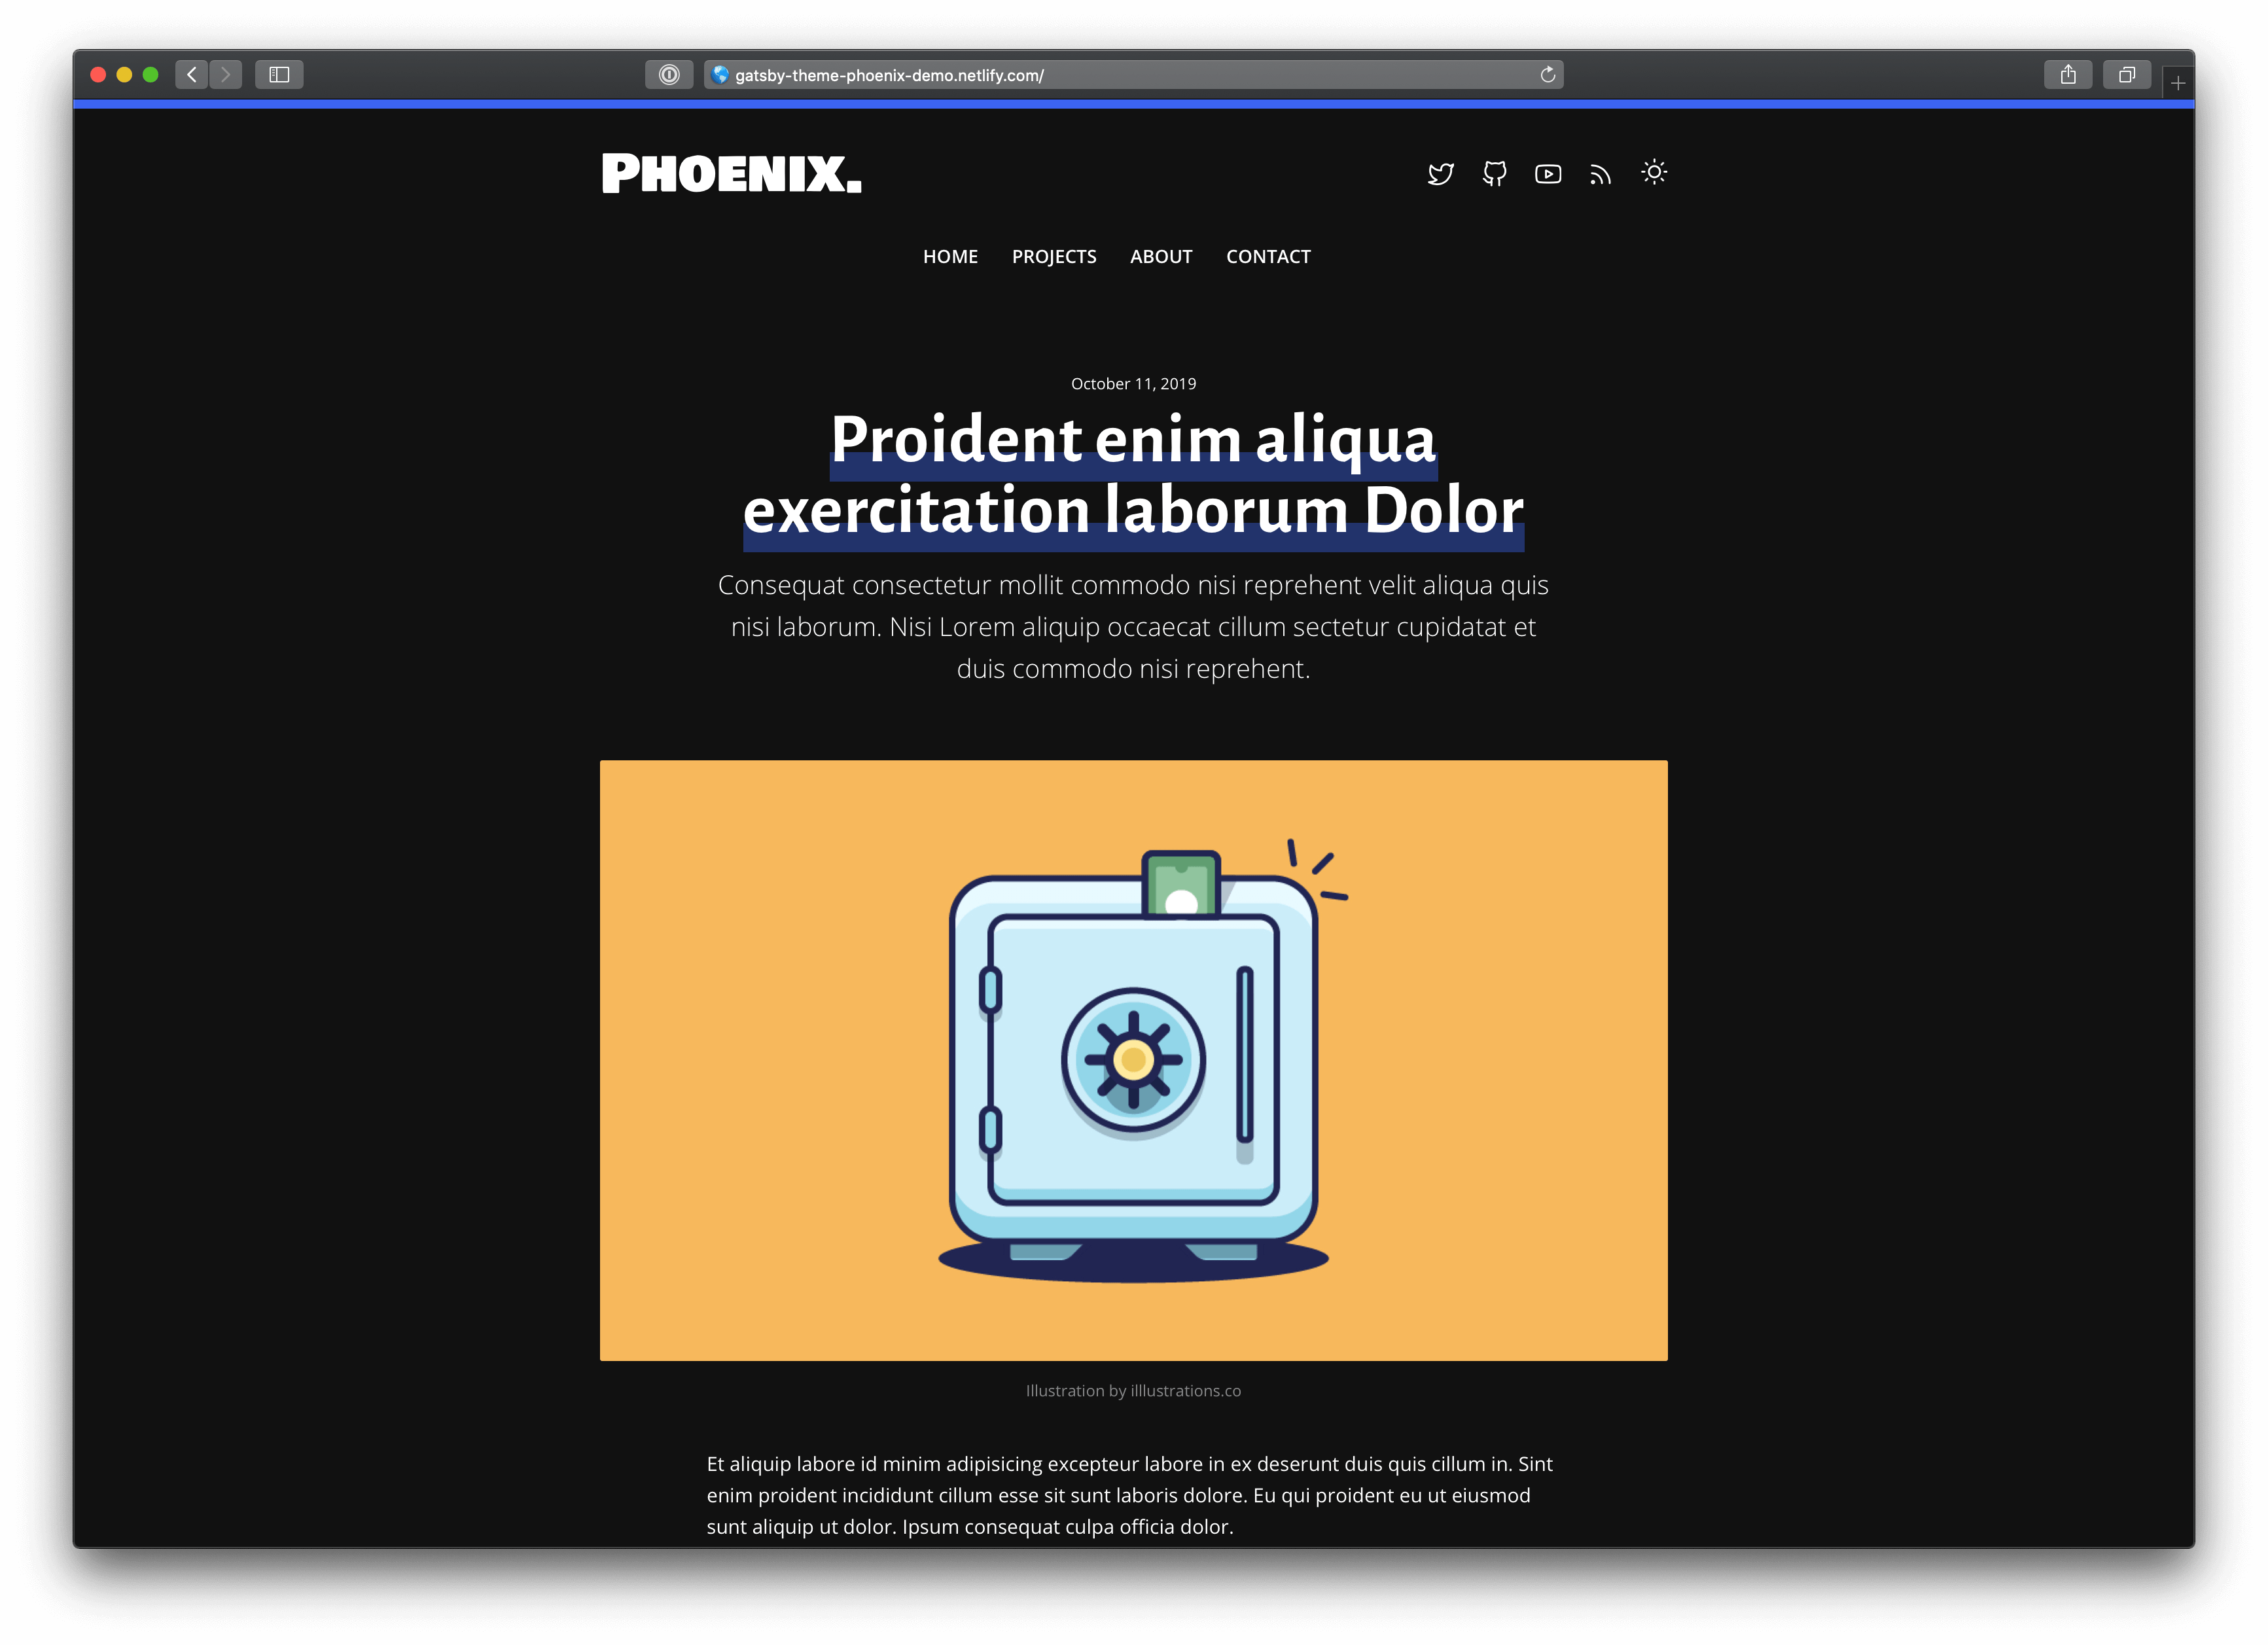 gatsby-theme-phoenix-demo.netlify.com/
PHOENIX.
HOME PROJECTS ABOUT CONTACT
October 11, 2019
Proident enim aliqua
exercitation laborum Dolor
Consequat consectetur mollit commodo nisi reprehent velit aliqua quis
nisi laborum. Nisi Lorem aliquip occaecat cillum sectetur cupidatat et
duis commodo nisi reprehent.
Illustration by illlustrations.co
Et aliquip labore id minim adipisicing excepteur labore in ex deserunt duis quis cillum in. Sint
enim proident incididunt cillum esse sit sunt laboris dolore. Eu qui proident eu ut eiusmod
sunt aliquip ut dolor. Ipsum consequat culpa officia dolor.